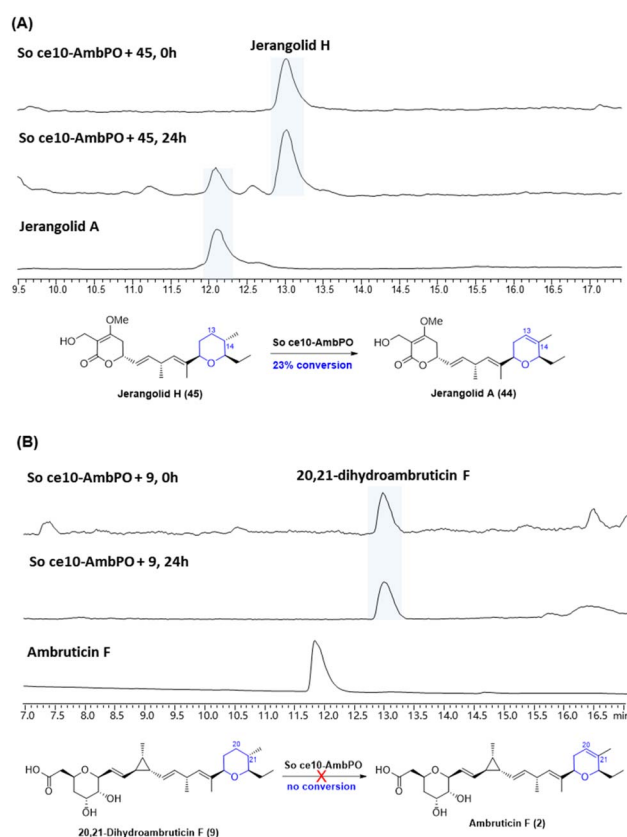 (A)
Jerangolid H
So ce10-AmbPO + 45, 0h
So ce10-AmbPO + 45, 24h
Jerangolid A
9.5 10.0 10.5 11.0 11.5 12.0 12.5 13.0 13.5 14.0 14.5 15.0 15.5 16.0 16.5 17.0
OMe 13 OMe 13
HO 14 So ce10-AmbPO HO 14
O O O 23% conversion O O O
Jerangolid H (45) Jerangolid A (44)
(B)
So ce10-AmbPO + 9, 0h 20,21-dihydroambruticin F
So ce10-AmbPO + 9, 24h
Ambruticin F
7.0 7.5 8.0 8.5 9.0 9.5 10.0 10.5 11.0 11.5 12.0 12.5 13.0 13.5 14.0 14.5 15.0 15.5 16.0 16.5 min
20 20
O HO 21 So ce10-AmbPO O HO 21
O O no conversion O O
OH OH OH OH
20,21-Dihydroambruticin F (9) Ambruticin F (2)